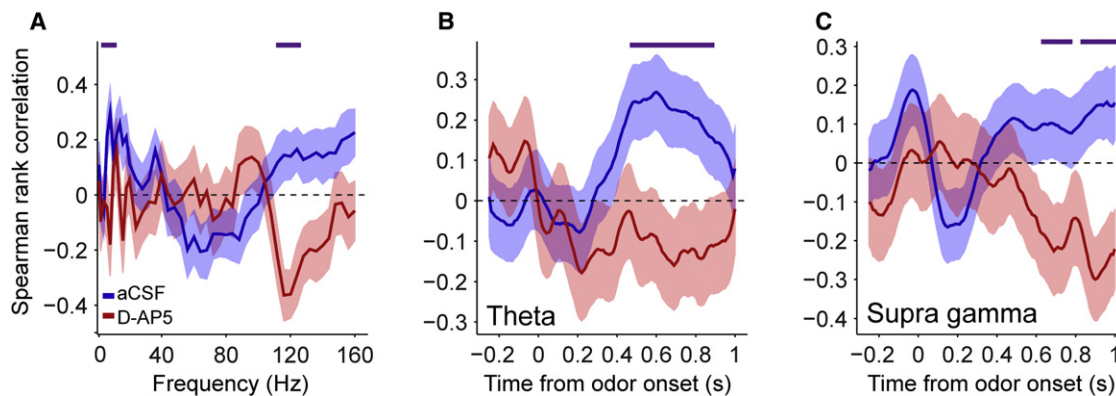 A
B
C
Spearman rank correlation
0.4
0.2
0
−0.2
−0.4
aCSF
D-AP5
0 40 80 120 160
Frequency (Hz)
0.3
0.2
0.1
0
−0.1
−0.2
−0.3
Theta
−0.2 0 0.2 0.4 0.6 0.8 1
Time from odor onset (s)
0.3
0.2
0.1
0
−0.1
−0.2
−0.3
−0.4
Supra gamma
−0.2 0 0.2 0.4 0.6 0.8 1
Time from odor onset (s)